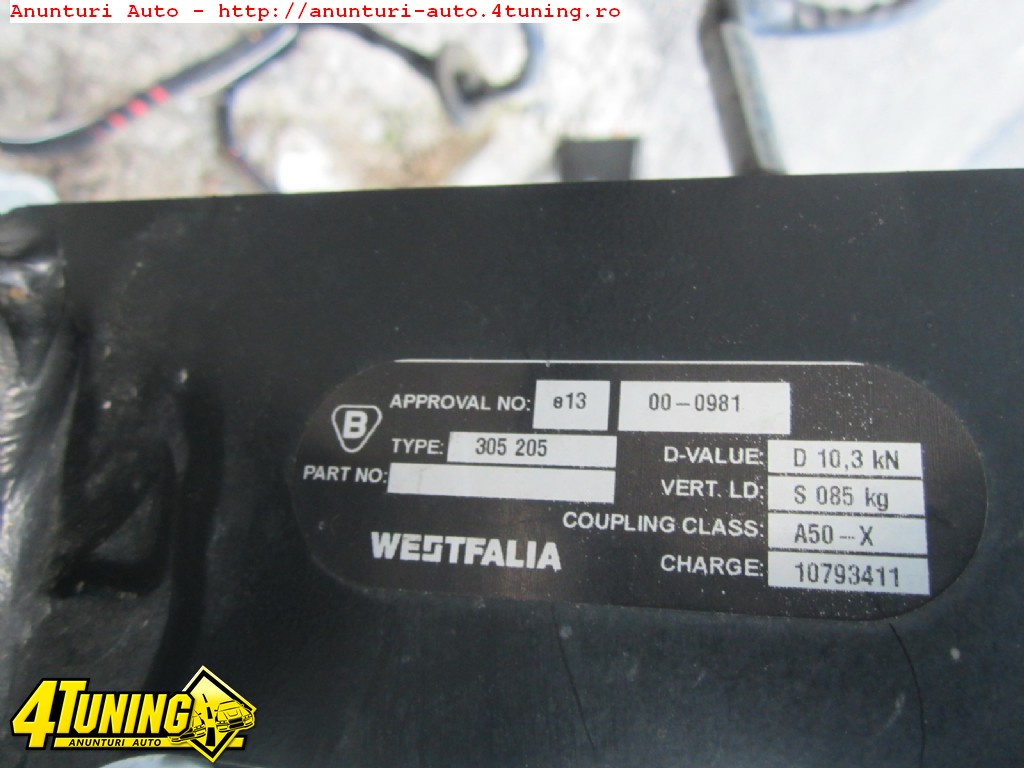 Anunturi Auto - http://anunturi-auto.4tuning.ro
B
APPROVAL NO: e13 00-0981
TYPE: 305 205
PART NO:
D-VALUE: D 10,3 kN
VERT. LD: S 085 kg
COUPLING CLASS: A50-X
CHARGE: 10793411
WESTFALIA
4TUNING
ANUNTURI AUTO